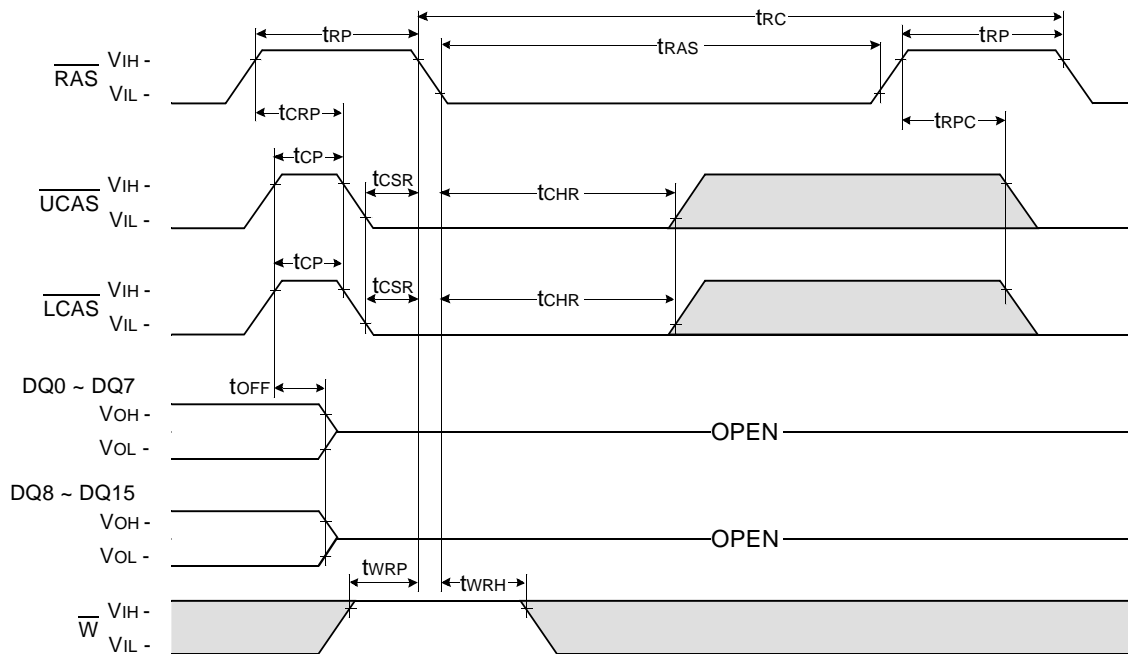 tRC
tRP
tRAS
tRP
RAS
VIH -
VIL -
tCRP
tRPC
tCP
tCSR
tCHR
UCAS
VIH -
VIL -
tCP
tCSR
tCHR
LCAS
VIH -
VIL -
DQ0 ~ DQ7
tOFF
VOH -
VOL -
OPEN
DQ8 ~ DQ15
VOH -
VOL -
OPEN
tWRP
tWRH
W
VIH -
VIL -